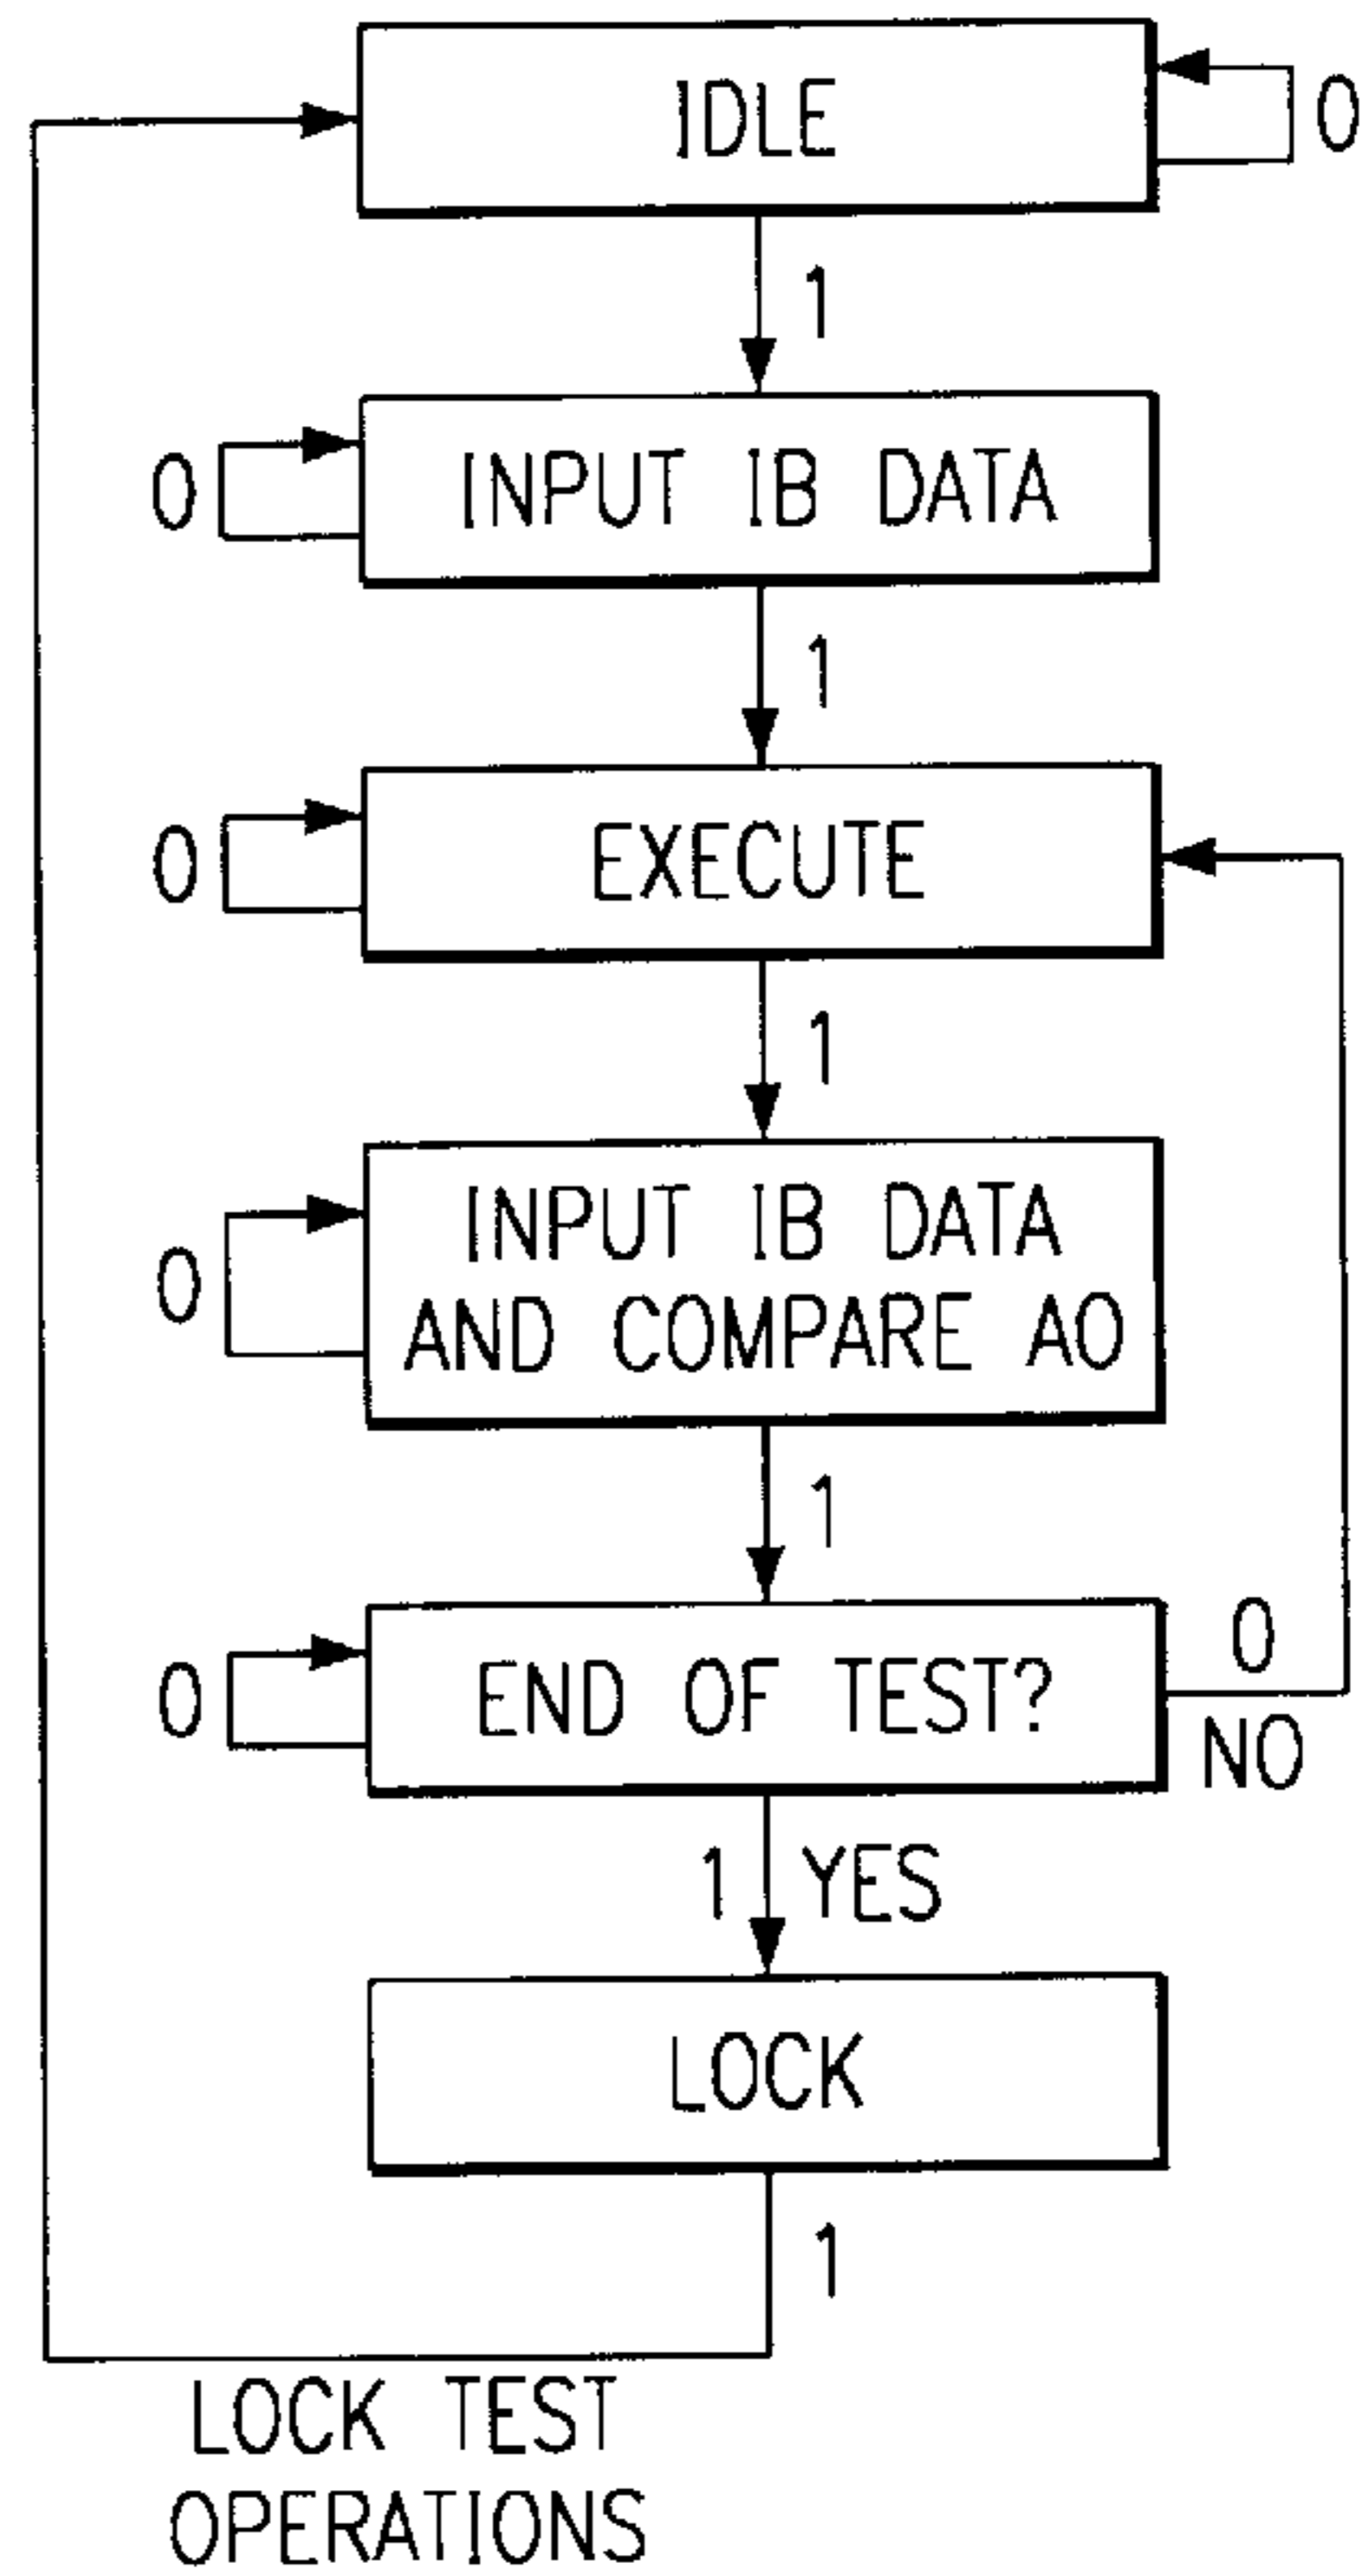 IDLE
0
1
0
INPUT IB DATA
1
0
EXECUTE
1
INPUT IB DATA
0
AND COMPARE AO
1
0
0
END OF TEST?
NO
1 YES
LOCK
1
LOCK TEST
OPERATIONS